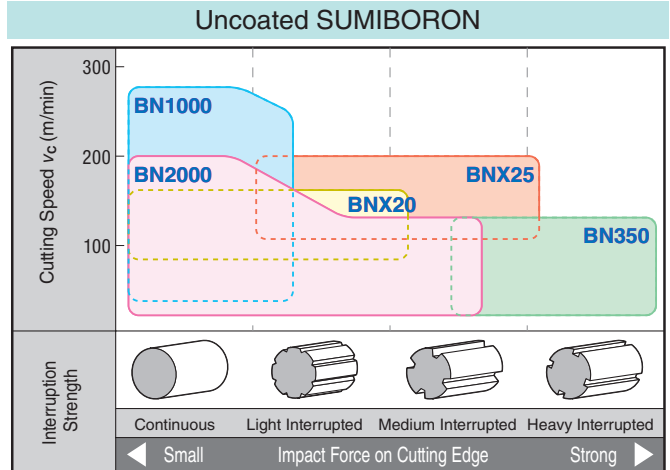 Uncoated SUMIBORON
Cutting Speed vc (m/min)
300
200
100
BN1000
BN2000
BNX25
BNX20
BN350
Interruption
Strength
Continuous
Light Interrupted
Medium Interrupted
Heavy Interrupted
Small
Impact Force on Cutting Edge
Strong